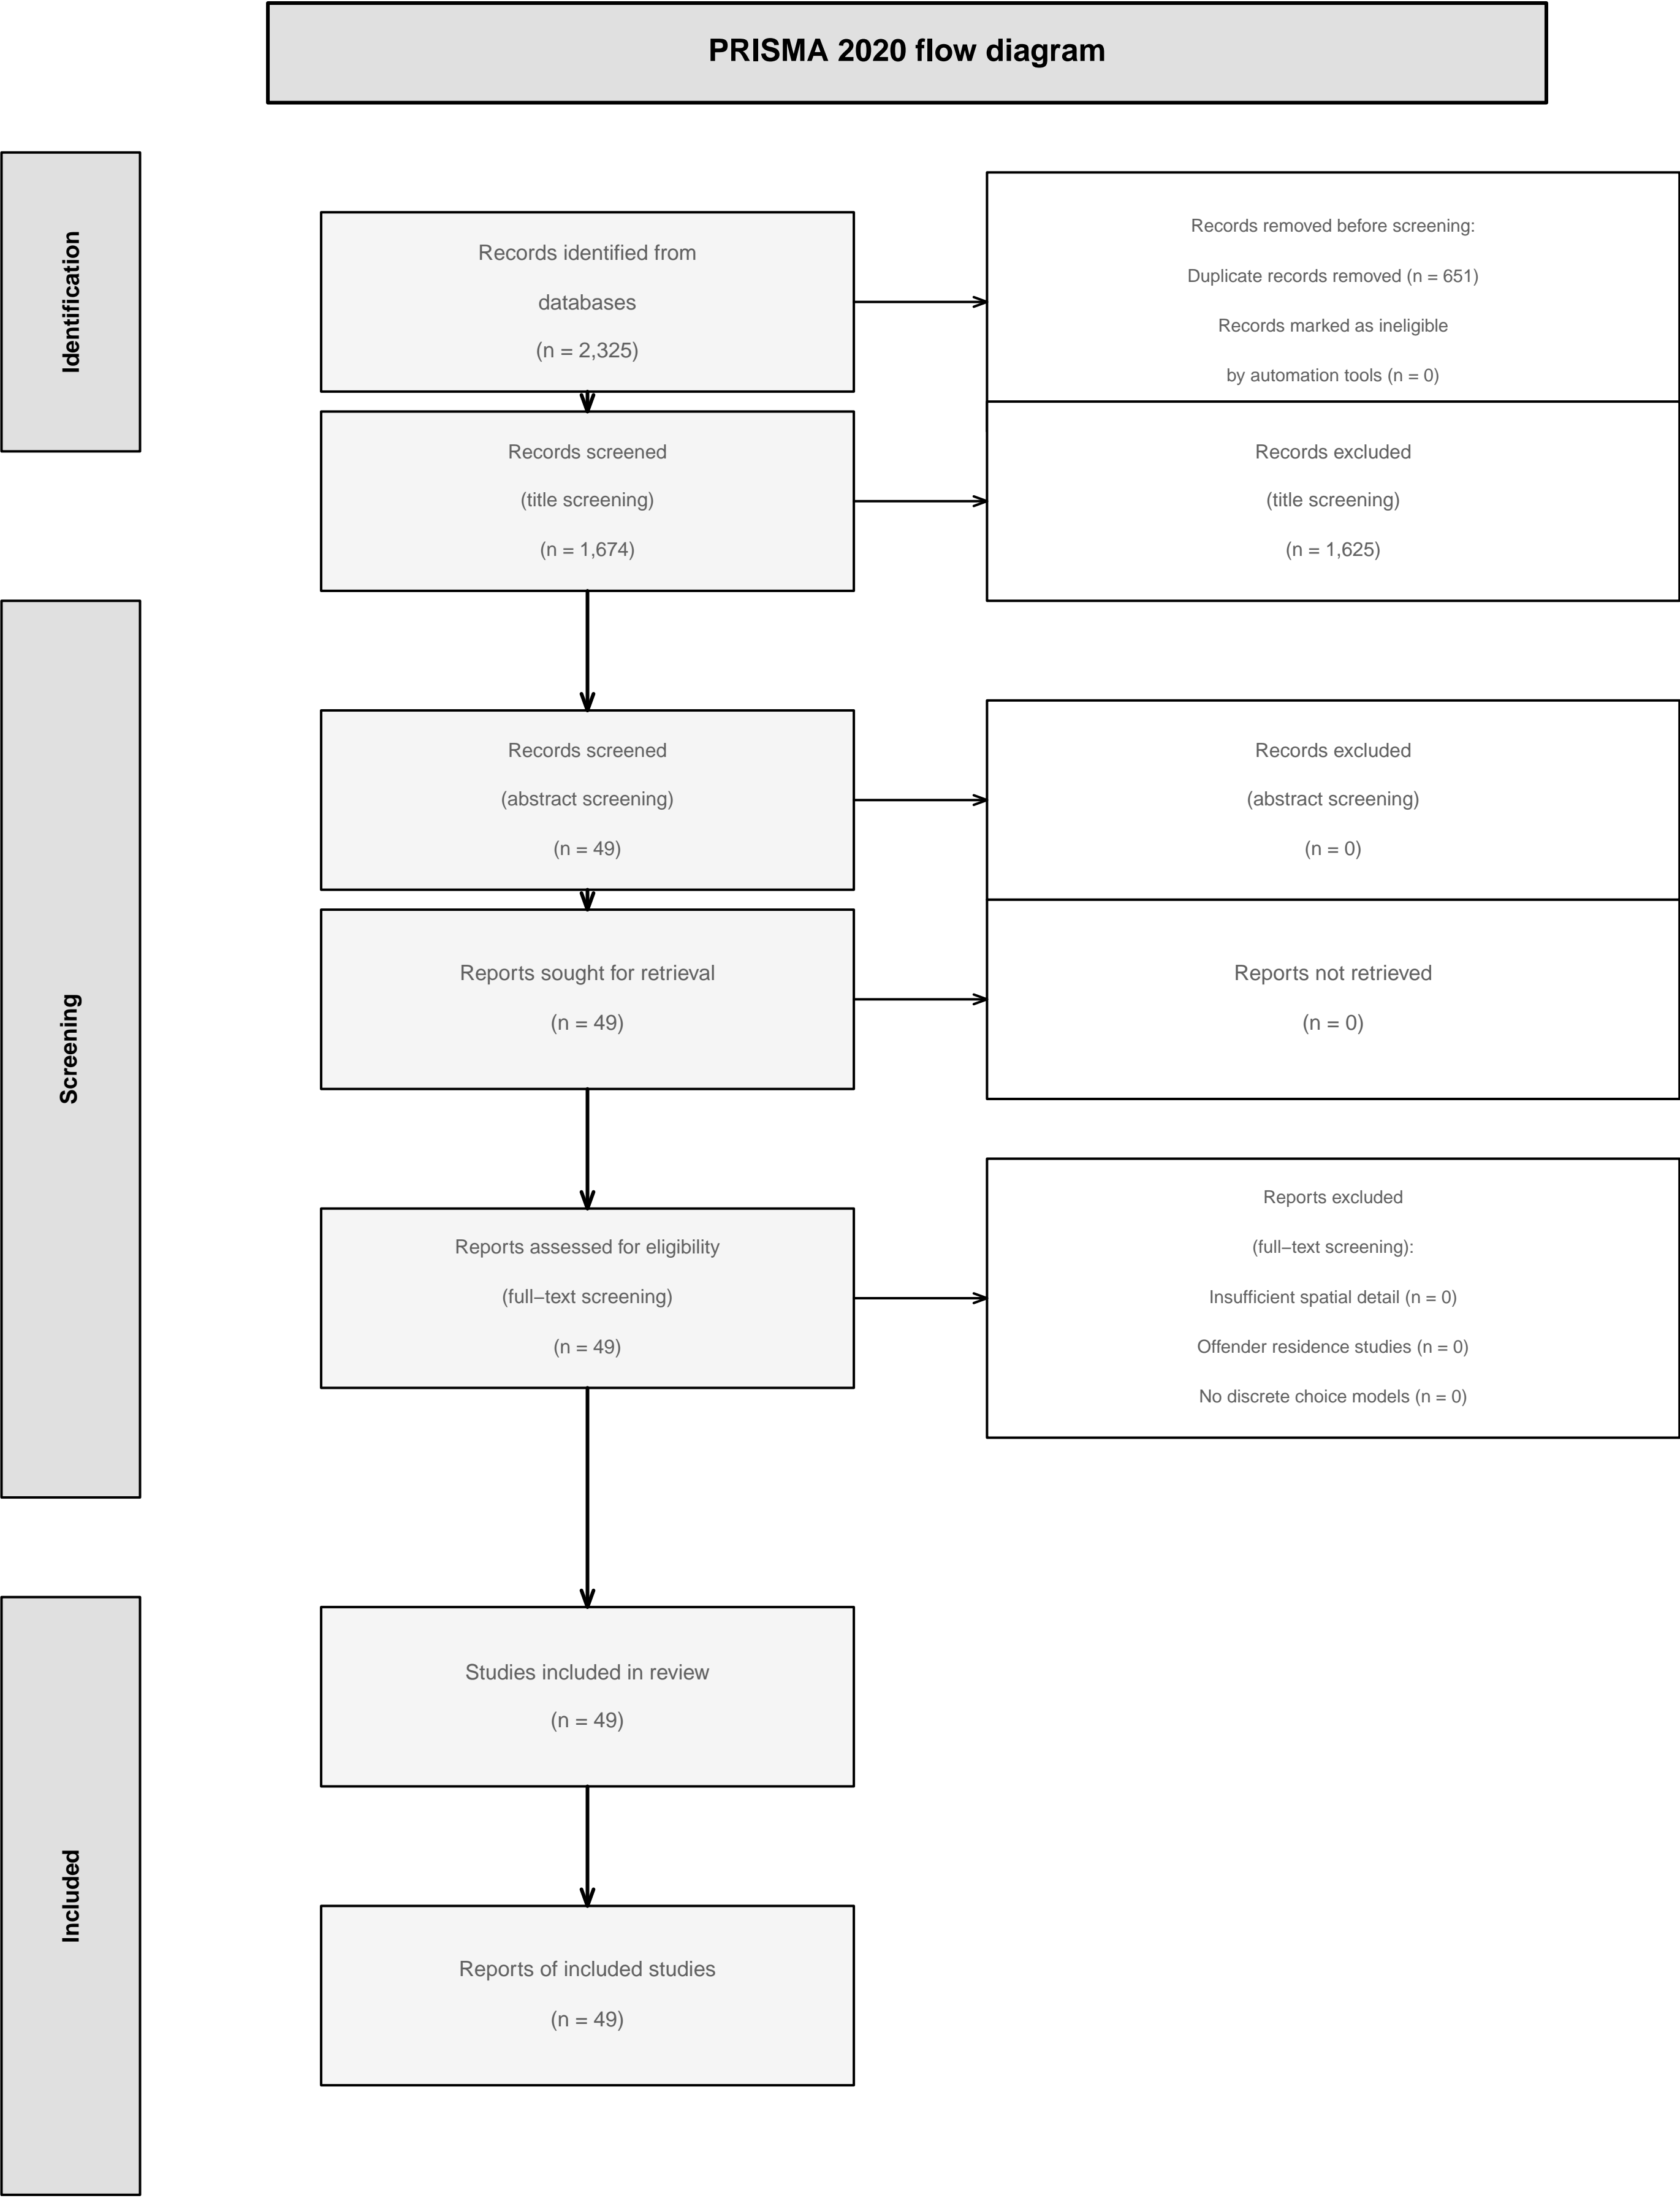 PRISMA 2020 flow diagram
Identification
Records identified from
databases
(n = 2,325)
Records removed before screening:
Duplicate records removed (n = 651)
Records marked as ineligible
by automation tools (n = 0)
Records screened
(title screening)
(n = 1,674)
Records excluded
(title screening)
(n = 1,625)
Screening
Records screened
(abstract screening)
(n = 49)
Records excluded
(abstract screening)
(n = 0)
Reports sought for retrieval
(n = 49)
Reports not retrieved
(n = 0)
Reports assessed for eligibility
(full−text screening)
(n = 49)
Reports excluded
(full−text screening):
Insufficient spatial detail (n = 0)
Offender residence studies (n = 0)
No discrete choice models (n = 0)
Included
Studies included in review
(n = 49)
Reports of included studies
(n = 49)